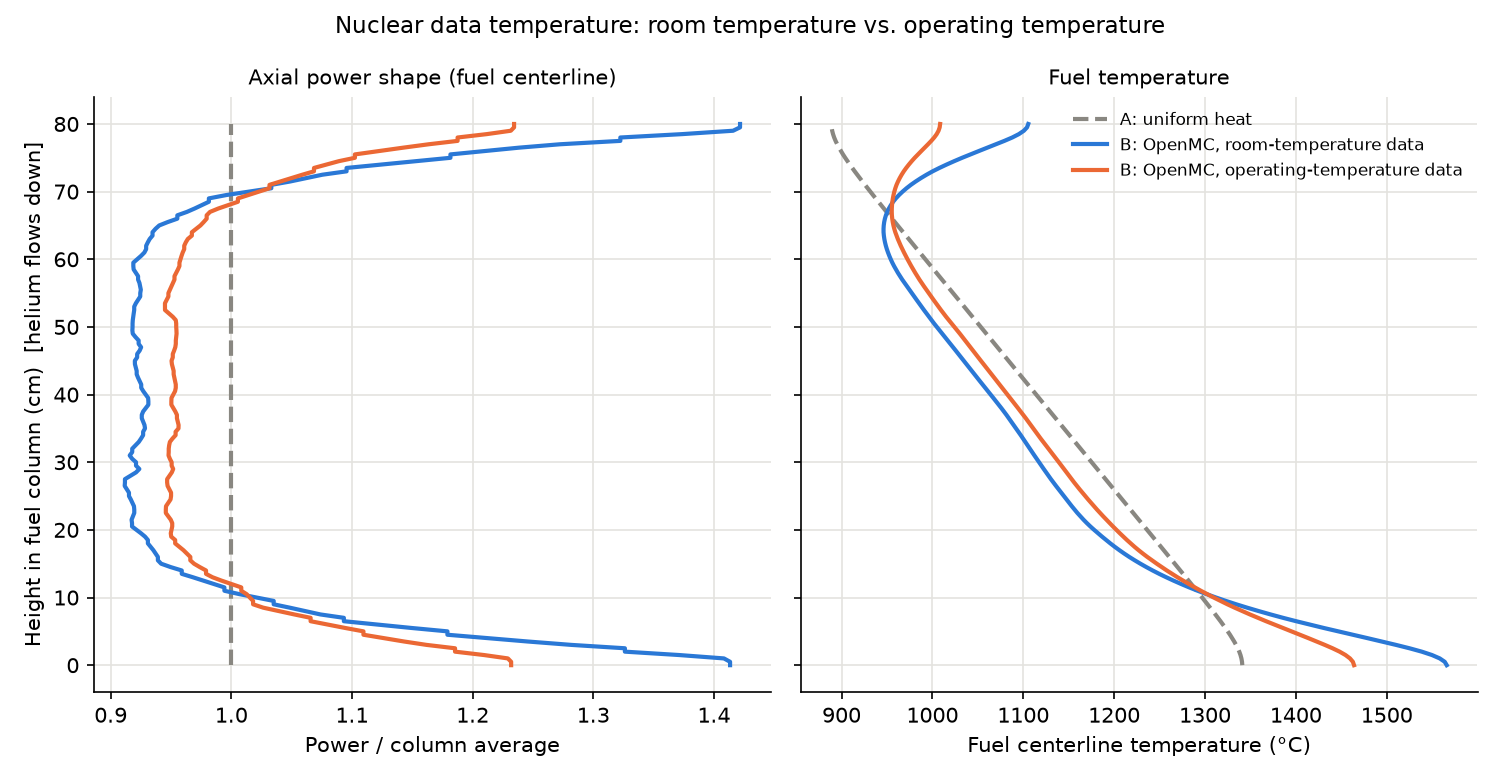 Nuclear data temperature: room temperature vs. operating temperature
Axial power shape (fuel centerline)
Height in fuel column (cm)  [helium flows down]
80
70
60
50
40
30
20
10
0
0.9
1.0
1.1
1.2
1.3
1.4
Power / column average
Fuel temperature
A: uniform heat
B: OpenMC, room-temperature data
B: OpenMC, operating-temperature data
900
1000
1100
1200
1300
1400
1500
Fuel centerline temperature (°C)